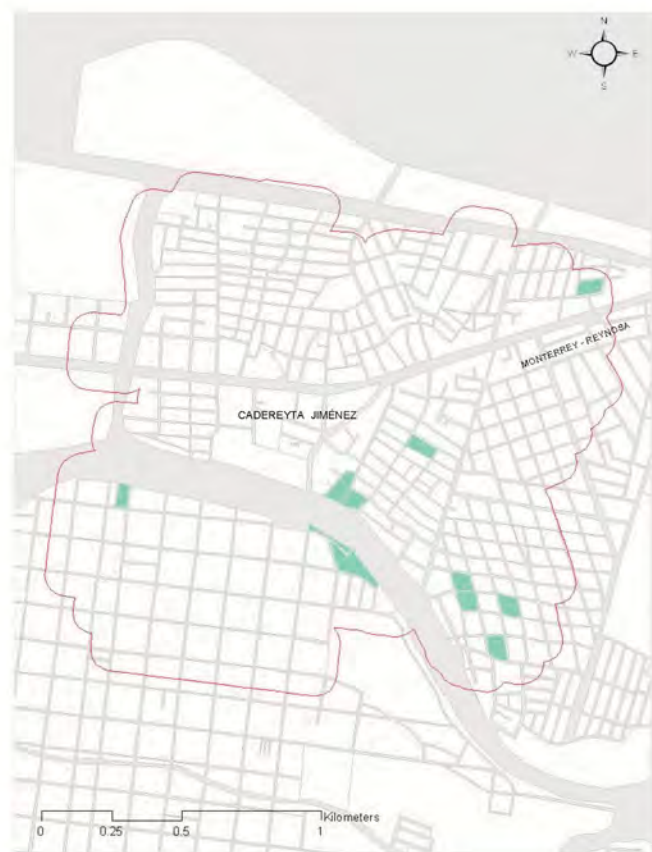 N
W E
S
MONTERREY - REYNOSA
CADEREYTA JIMÉNEZ
Kilometers
0 0.25 0.5 1